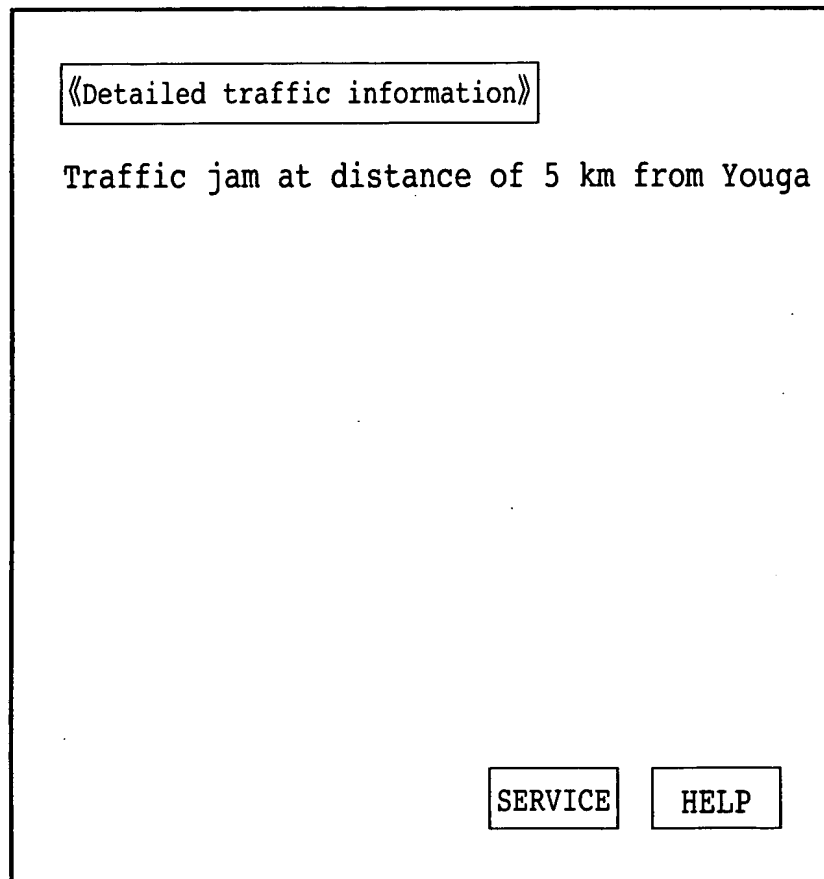 《Detailed traffic information》
Traffic jam at distance of 5 km from Youga
SERVICE
HELP